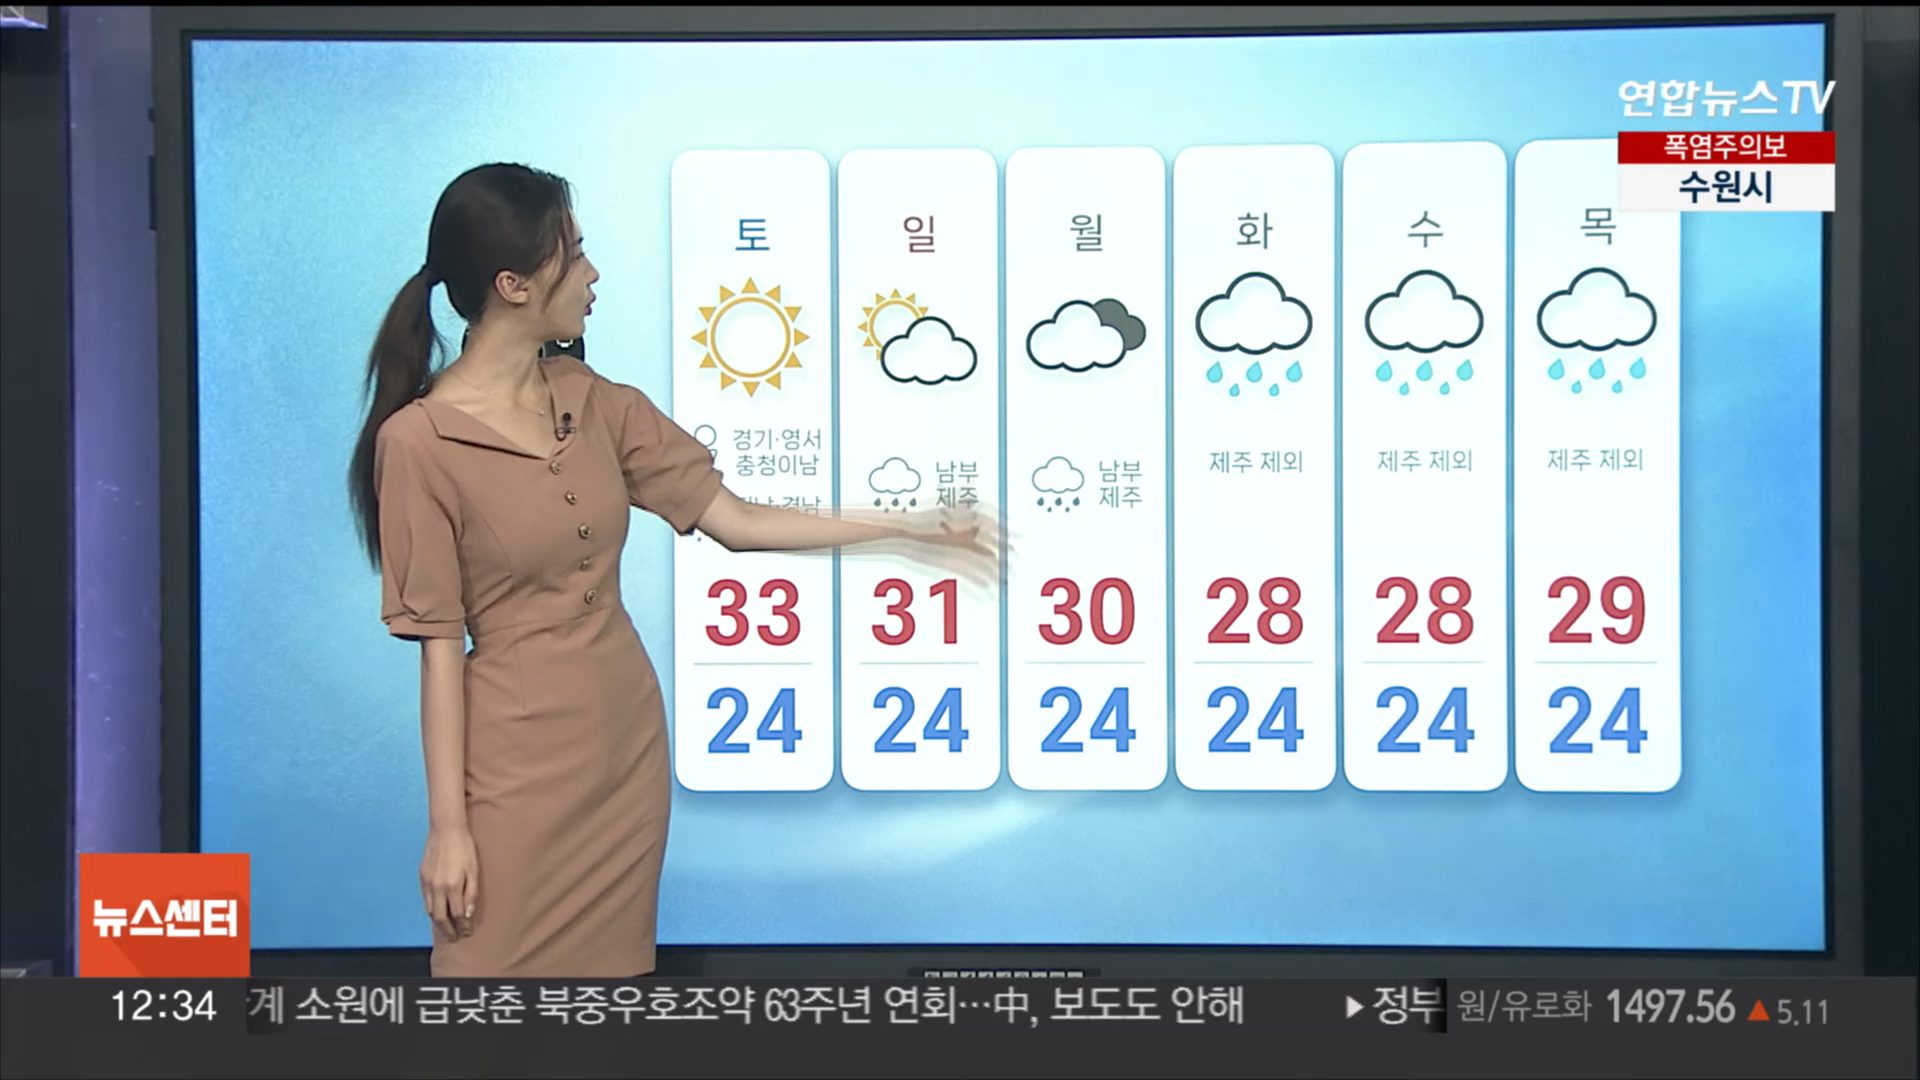 연합뉴스TV
폭염주의보
수원시
토 일 월 화 수 목
경기·영서
충청이남
경남
남부
제주
남부
제주
제주 제외
제주 제외
제주 제외
33 31 30 28 28 29
24 24 24 24 24 24
뉴스센터
12:34 계 소원에 급낮춘 북중우호조약 63주년 연회…中, 보도도 안해 ▶정부 원/유로화 1497.56 ▲5.11